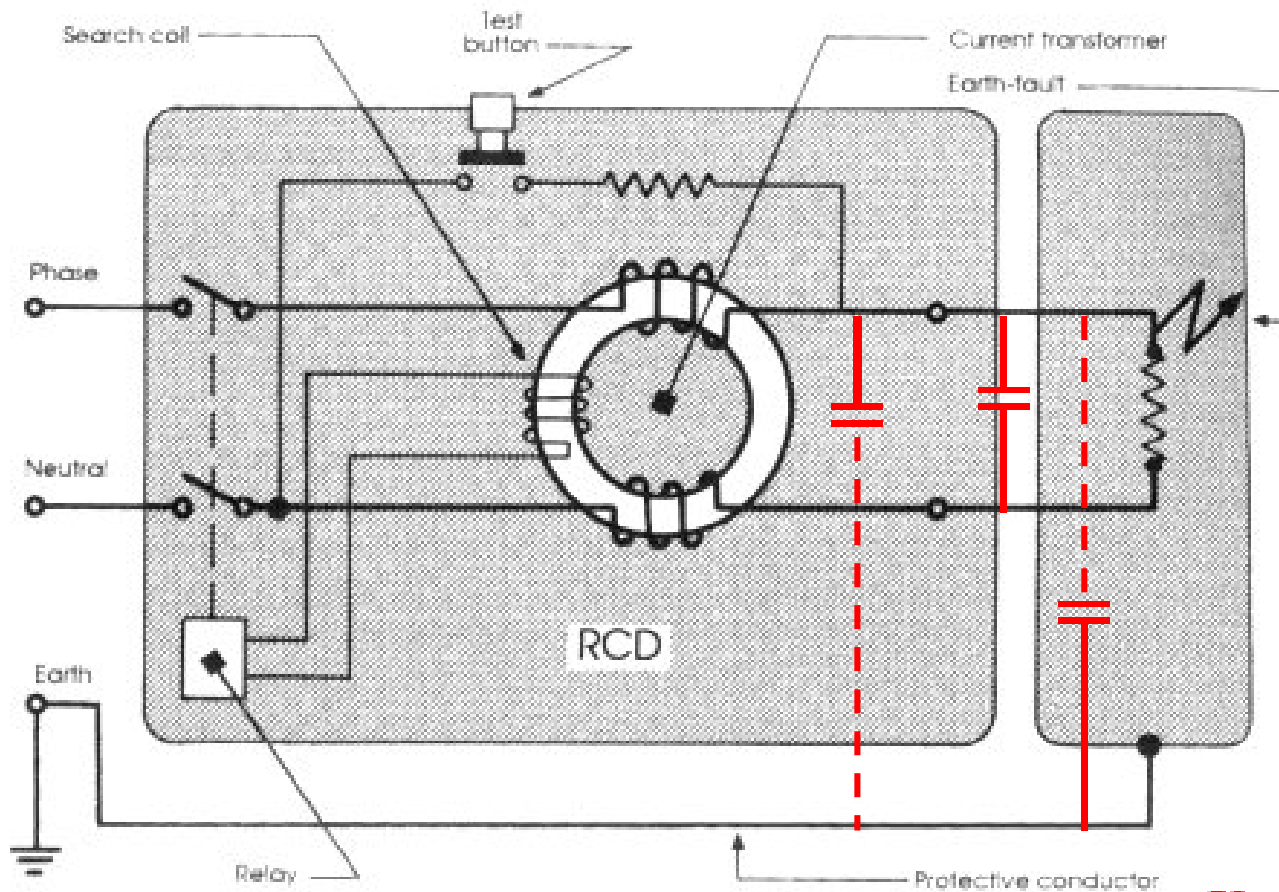 Test
button
Search coil
Current transformer
Earth-fault
Phase
Neutral
RCD
Earth
Relay
Protective conductor